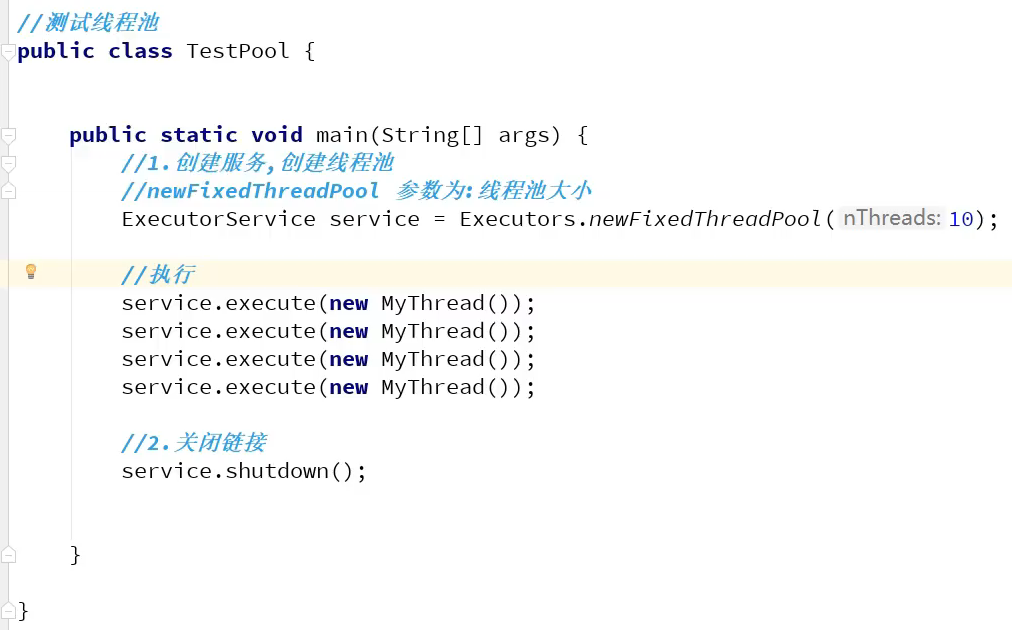 //测试线程池
public class TestPool {
public static void main(String[] args) {
//1.创建服务,创建线程池
//newFixedThreadPool 参数为:线程池大小
ExecutorService service = Executors.newFixedThreadPool( nThreads: 10);
//执行
service.execute(new MyThread());
service.execute(new MyThread());
service.execute(new MyThread());
service.execute(new MyThread());
//2.关闭链接
service.shutdown();
}
}